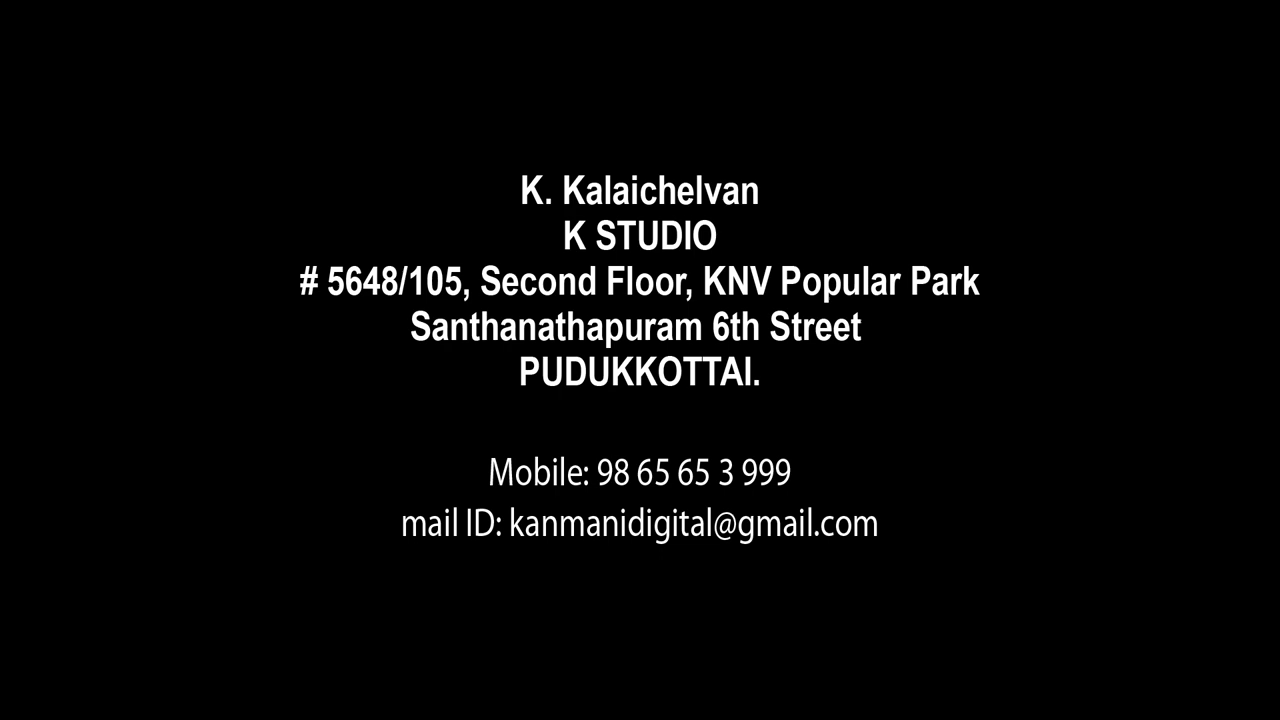 K. Kalaichelvan
K STUDIO
# 5648/105, Second Floor, KNV Popular Park
Santhanathapuram 6th Street
PUDUKKOTTAI.
Mobile: 98 65 65 3 999
mail ID: kanmanidigital@gmail.com